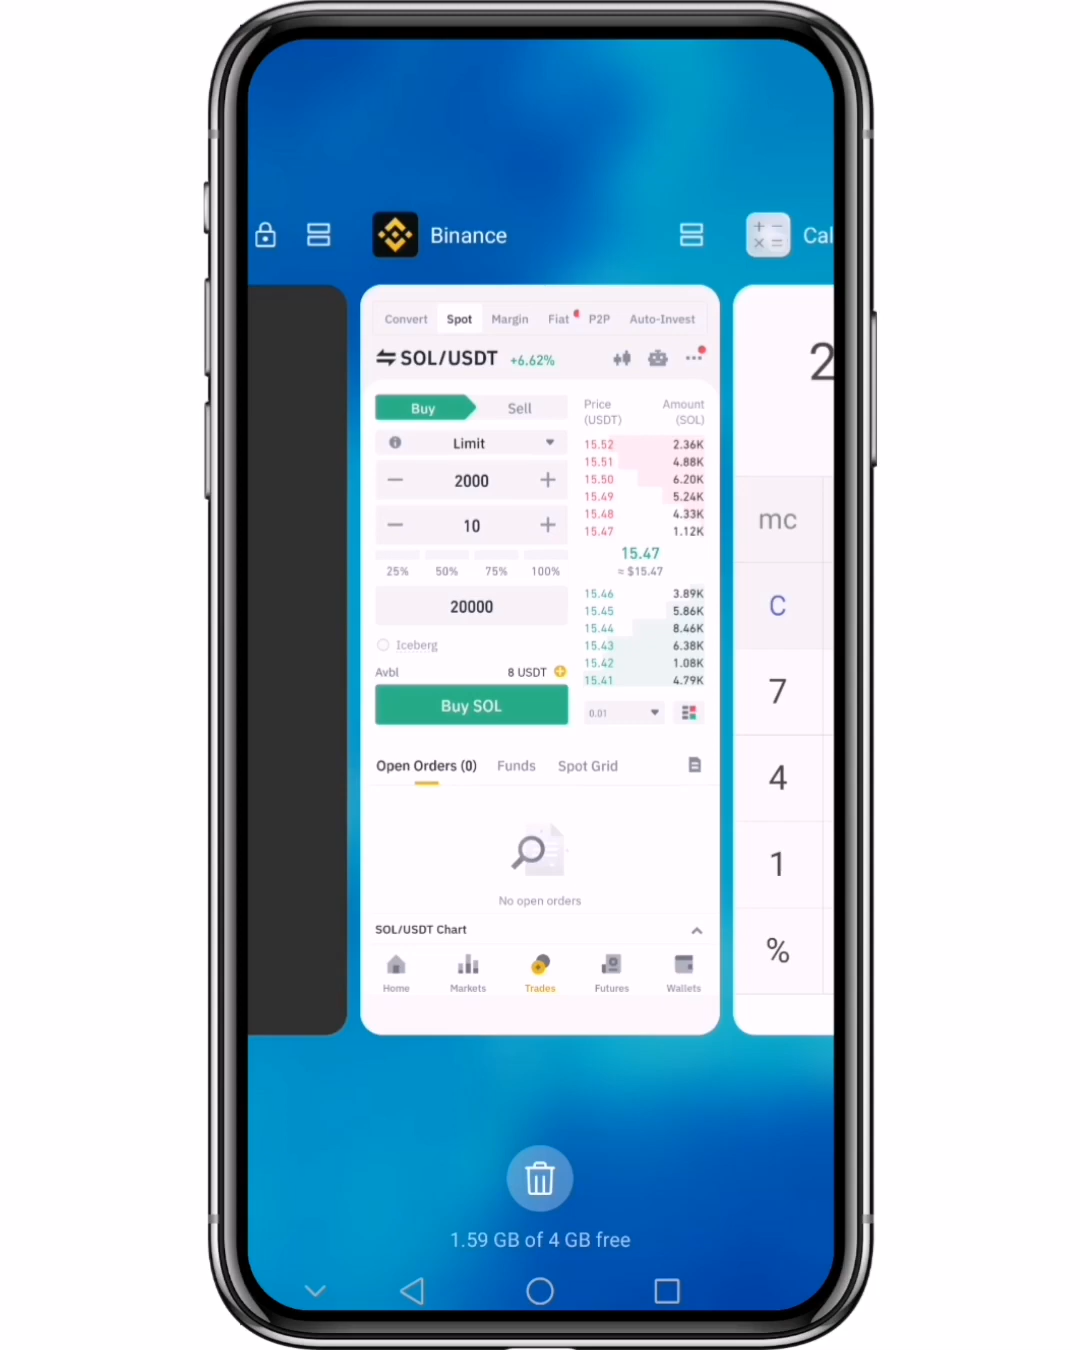 Binance
Cal
Convert Spot Margin Fiat P2P Auto-Invest
SOL/USDT +6.62%
Buy Sell
Limit
2000
10
25% 50% 75% 100%
20000
Iceberg
Avbl 8 USDT
Buy SOL
Price (USDT) Amount (SOL)
15.52 2.36K
15.51 4.88K
15.50 6.20K
15.49 5.24K
15.48 4.33K
15.47 1.12K
15.47
≈ $15.47
15.46 3.89K
15.45 5.86K
15.44 8.46K
15.43 6.38K
15.42 1.08K
15.41 4.79K
0.01
Open Orders (0) Funds Spot Grid
No open orders
SOL/USDT Chart
Home Markets Trades Futures Wallets
2
mc
C
7
4
1
%
1.59 GB of 4 GB free